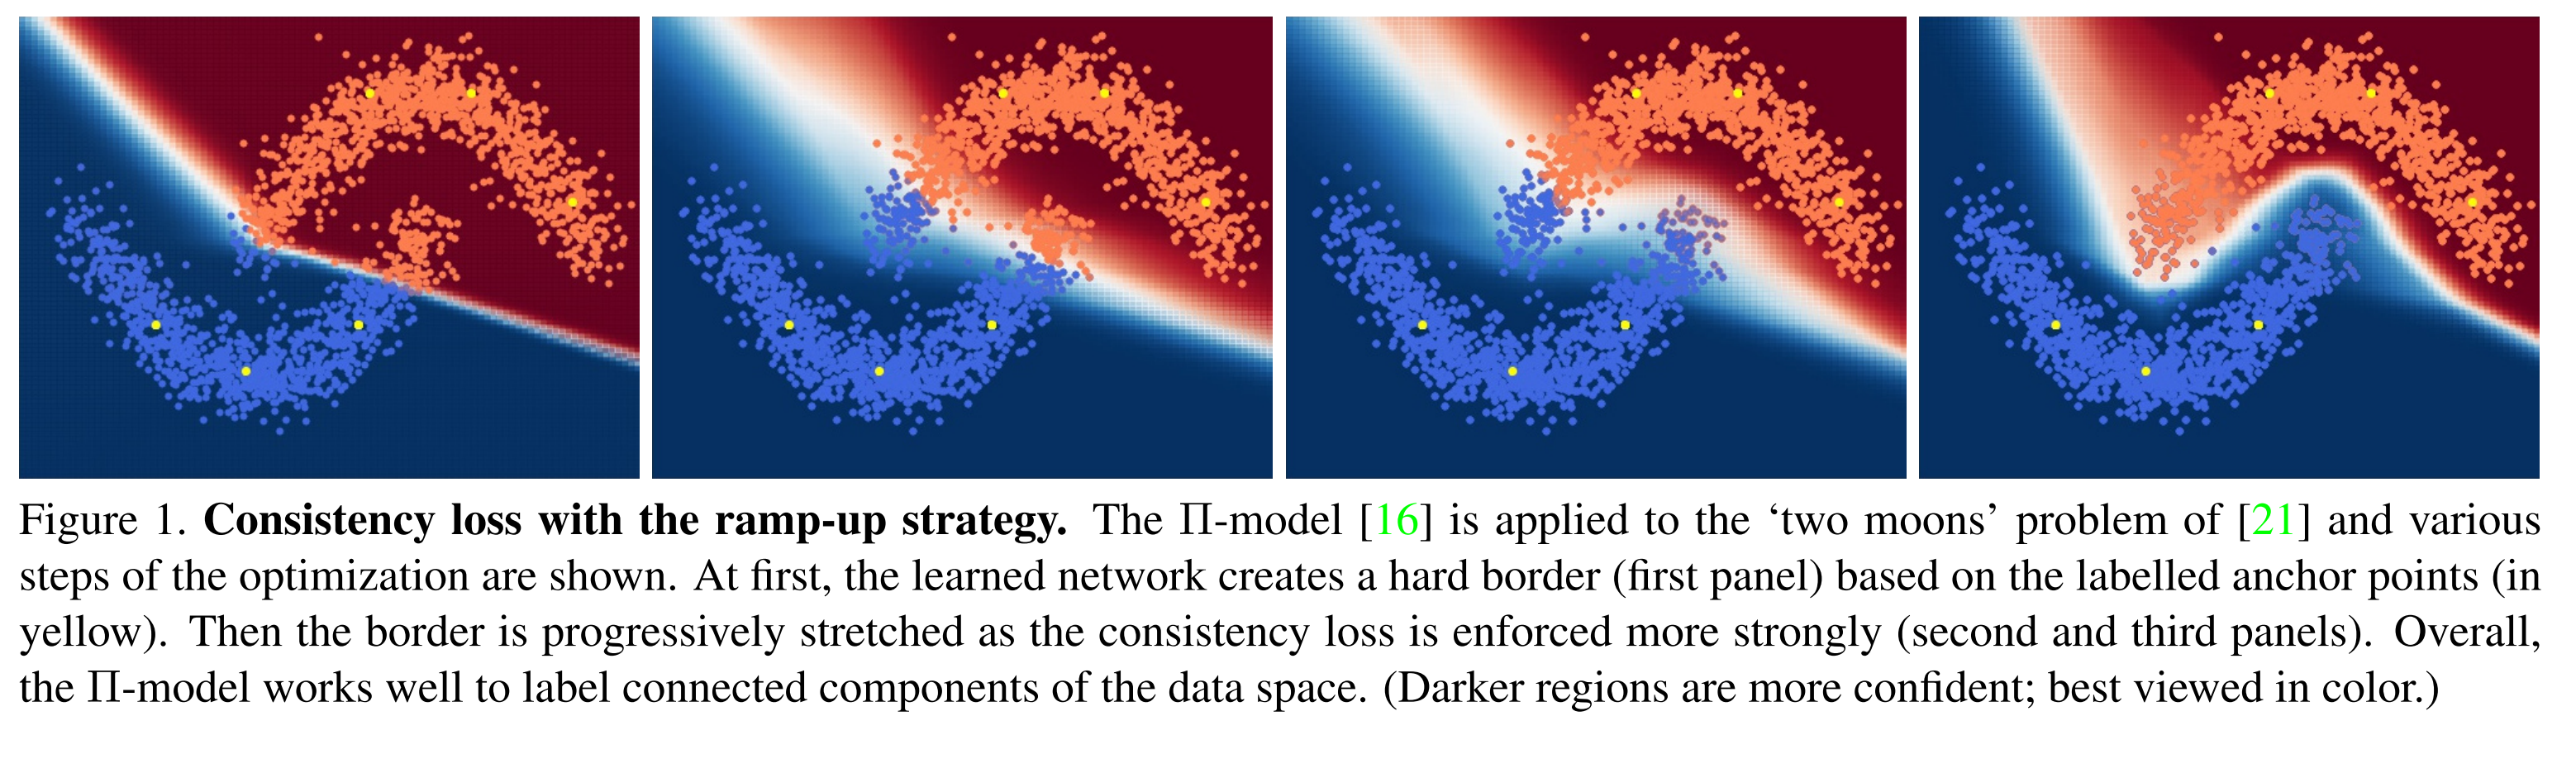 Figure 1. Consistency loss with the ramp-up strategy. The Π-model [16] is applied to the ‘two moons’ problem of [21] and various
steps of the optimization are shown. At first, the learned network creates a hard border (first panel) based on the labelled anchor points (in
yellow). Then the border is progressively stretched as the consistency loss is enforced more strongly (second and third panels). Overall,
the Π-model works well to label connected components of the data space. (Darker regions are more confident; best viewed in color.)